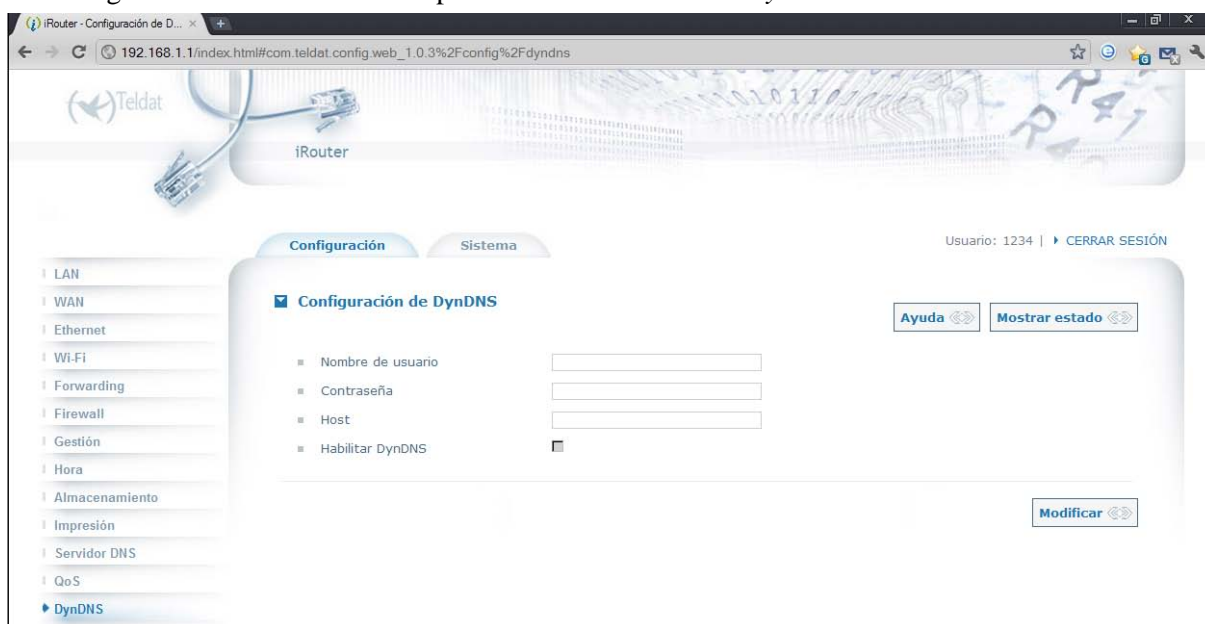 iRouter - Configuración de D...
192.168.1.1/index.html#com.teldat.config.web_1.0.3%2Fconfig%2Fdyndns
Teldat
iRouter
Configuración
Sistema
Usuario: 1234 | CERRAR SESIÓN
LAN
WAN
Ethernet
Wi-Fi
Forwarding
Firewall
Gestión
Hora
Almacenamiento
Impresión
Servidor DNS
QoS
DynDNS
Configuración de DynDNS
Ayuda
Mostrar estado
Nombre de usuario
Contraseña
Host
Habilitar DynDNS
Modificar